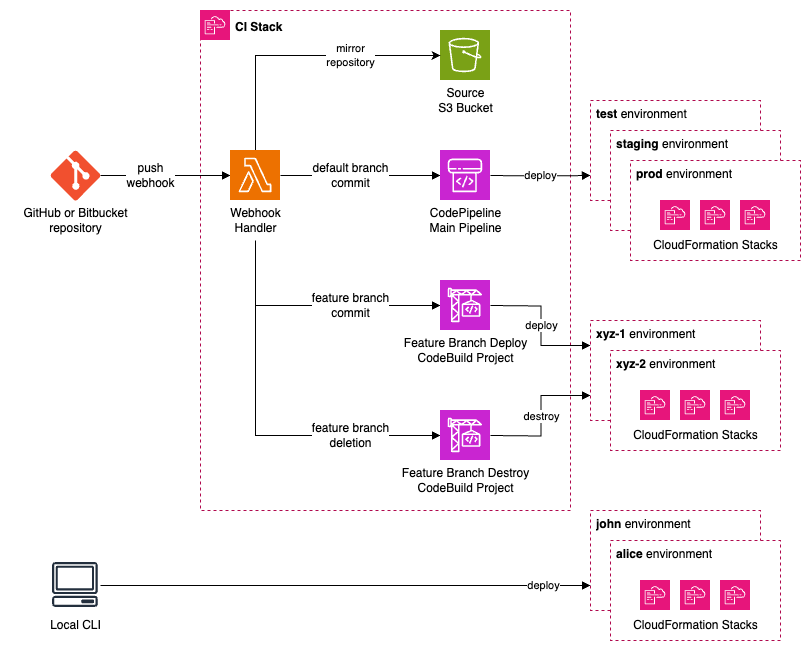 CI Stack
mirror
repository
Source
S3 Bucket
test environment
staging environment
prod environment
push
webhook
default branch
commit
deploy
GitHub or Bitbucket
repository
Webhook
Handler
CodePipeline
Main Pipeline
CloudFormation Stacks
feature branch
commit
deploy
Feature Branch Deploy
CodeBuild Project
xyz-1 environment
xyz-2 environment
destroy
feature branch
deletion
CloudFormation Stacks
Feature Branch Destroy
CodeBuild Project
john environment
alice environment
deploy
Local CLI
CloudFormation Stacks